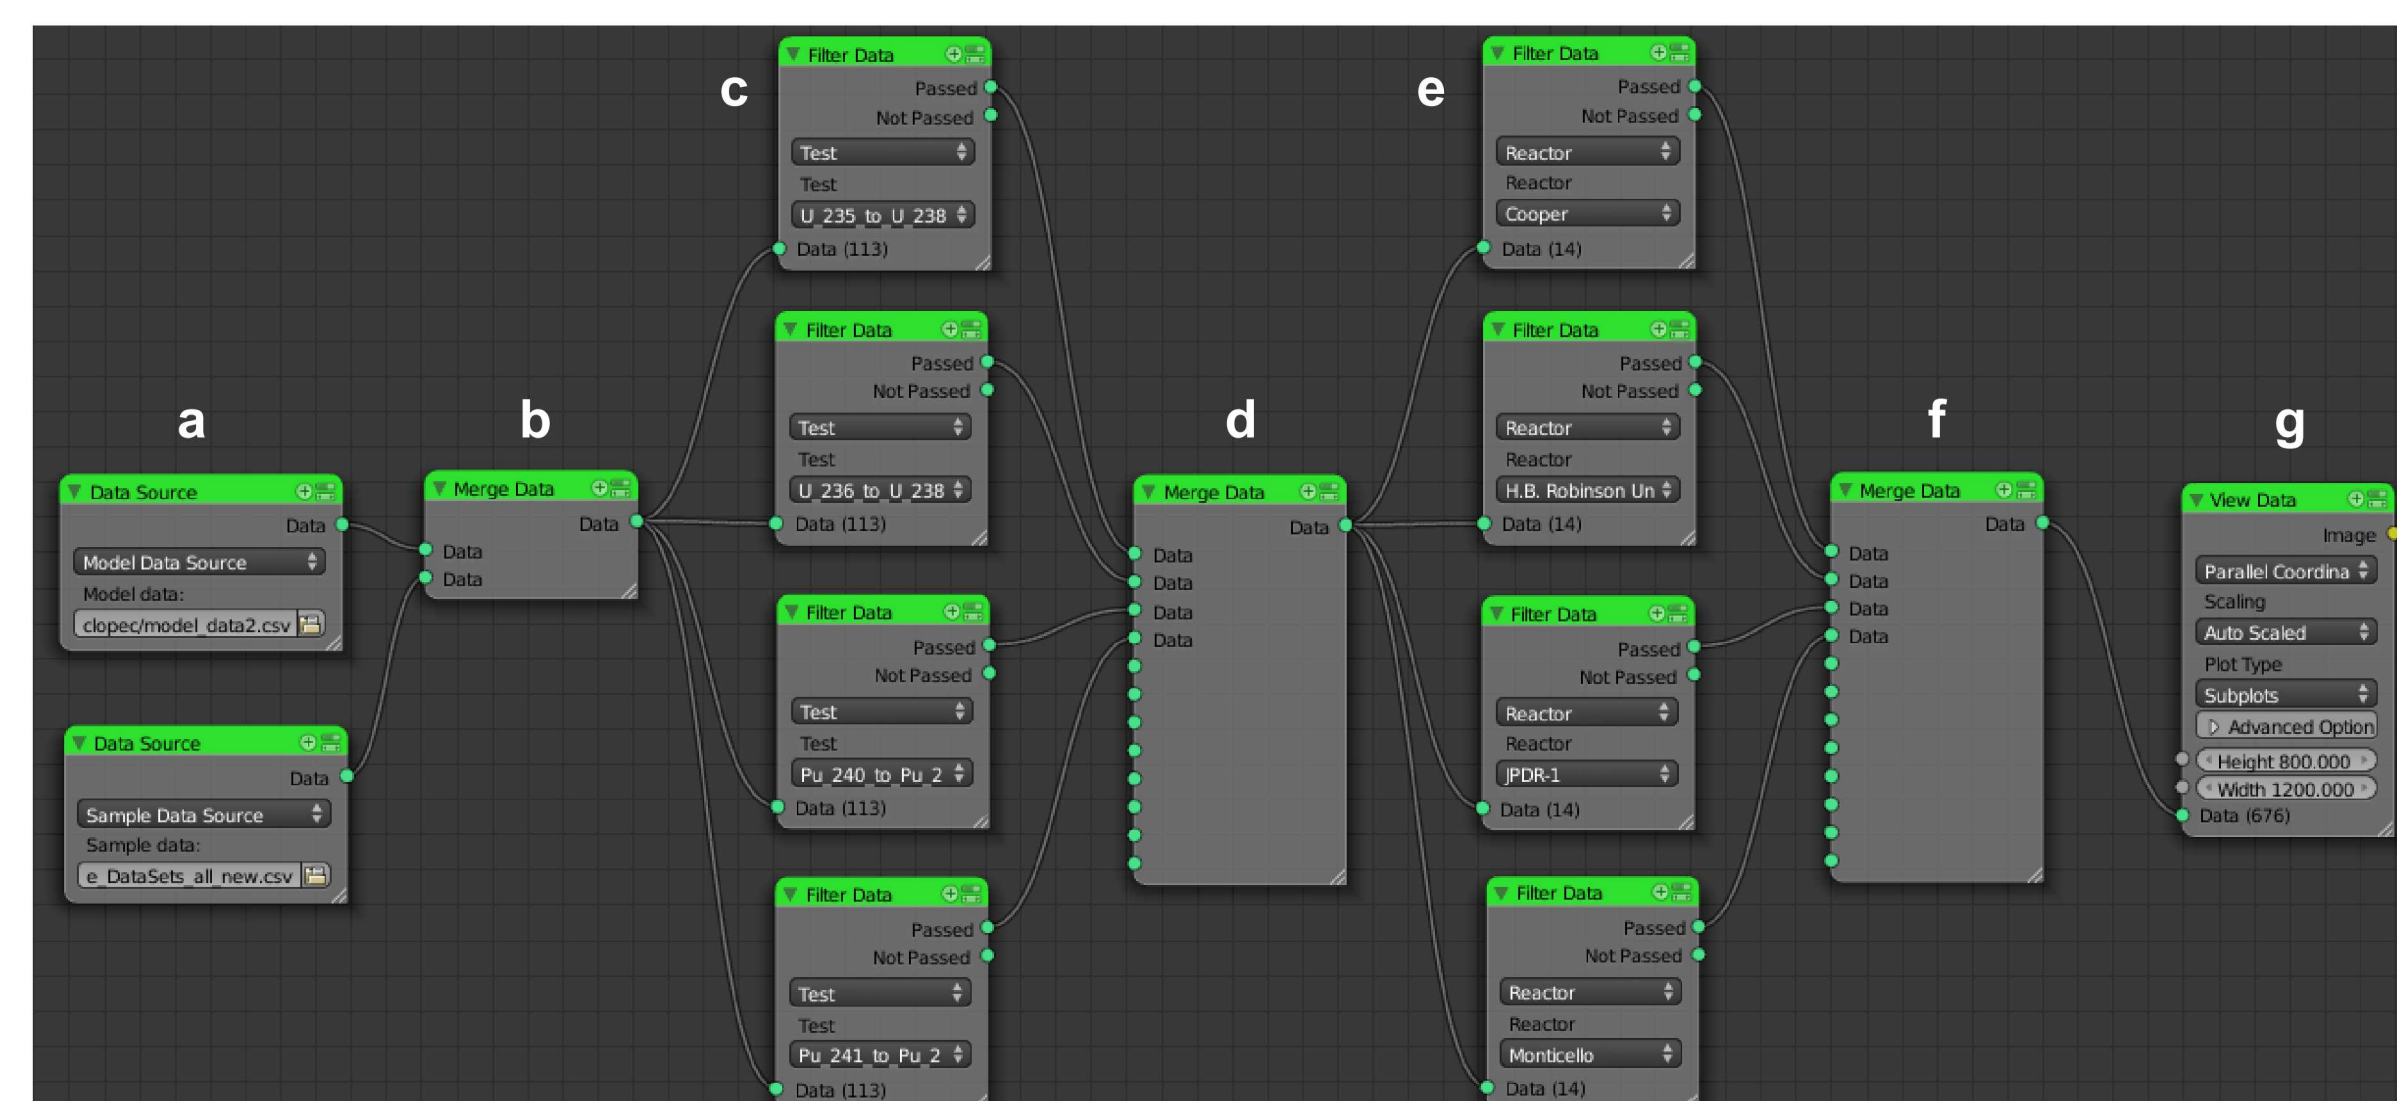 a
Data Source
Data
Model Data Source
Model data:
clopec/model_data2.csv
Data Source
Data
Sample Data Source
Sample data:
e_DataSets_all_new.csv
b
Merge Data
Data
Data
Data
c
Filter Data
Passed
Not Passed
Test
Test
U_235_to_U_238
Data (113)
Filter Data
Passed
Not Passed
Test
Test
U_236_to_U_238
Data (113)
Filter Data
Passed
Not Passed
Test
Test
Pu_240_to_Pu_2
Data (113)
Filter Data
Passed
Not Passed
Test
Test
Pu_241_to_Pu_2
Data (113)
d
Merge Data
Data
Data
Data
Data
Data
e
Filter Data
Passed
Not Passed
Reactor
Reactor
Cooper
Data (14)
Filter Data
Passed
Not Passed
Reactor
Reactor
H.B. Robinson Un
Data (14)
Filter Data
Passed
Not Passed
Reactor
Reactor
JPDR-1
Data (14)
Filter Data
Passed
Not Passed
Reactor
Reactor
Monticello
Data (14)
f
Merge Data
Data
Data
Data
Data
Data
g
View Data
Image
Parallel Coordina
Scaling
Auto Scaled
Plot Type
Subplots
Advanced Option
Height 800.000
Width 1200.000
Data (676)